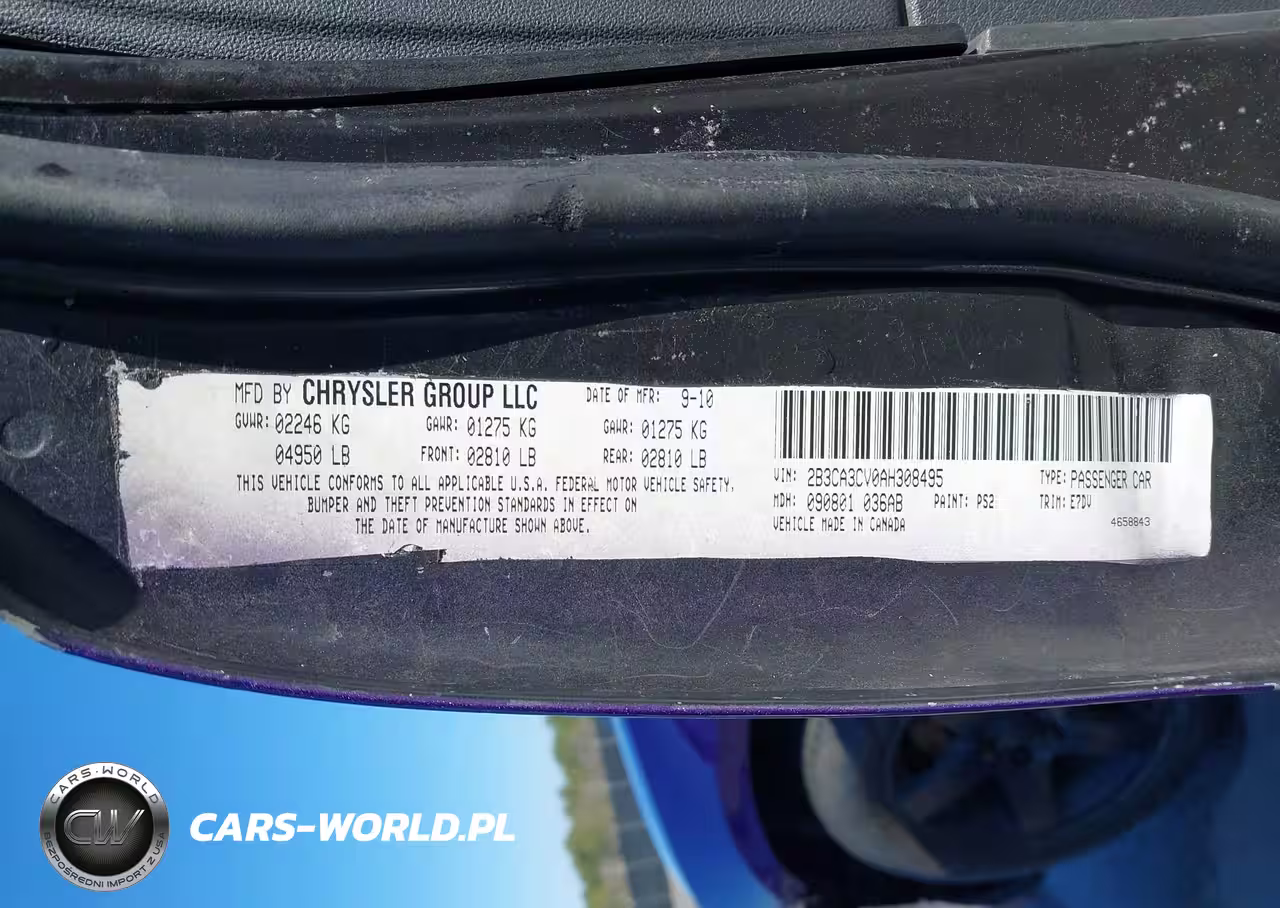 MFD BY CHRYSLER GROUP LLC DATE OF MFR: 9-10
GVWR: 02246 KG GAWR: 01275 KG GAWR: 01275 KG
04950 LB FRONT: 02810 LB REAR: 02810 LB
THIS VEHICLE CONFORMS TO ALL APPLICABLE U.S.A. FEDERAL MOTOR VEHICLE SAFETY,
BUMPER AND THEFT PREVENTION STANDARDS IN EFFECT ON
THE DATE OF MANUFACTURE SHOWN ABOVE.
VIN: 2B3CA3CV0AH308495 TYPE: PASSENGER CAR
MDH: 090801 036AB PAINT: PS2 TRIM: E7DV
VEHICLE MADE IN CANADA 4658843
CARS-WORLD
CW
BEZPOŚREDNI IMPORT Z USA
CARS-WORLD.PL